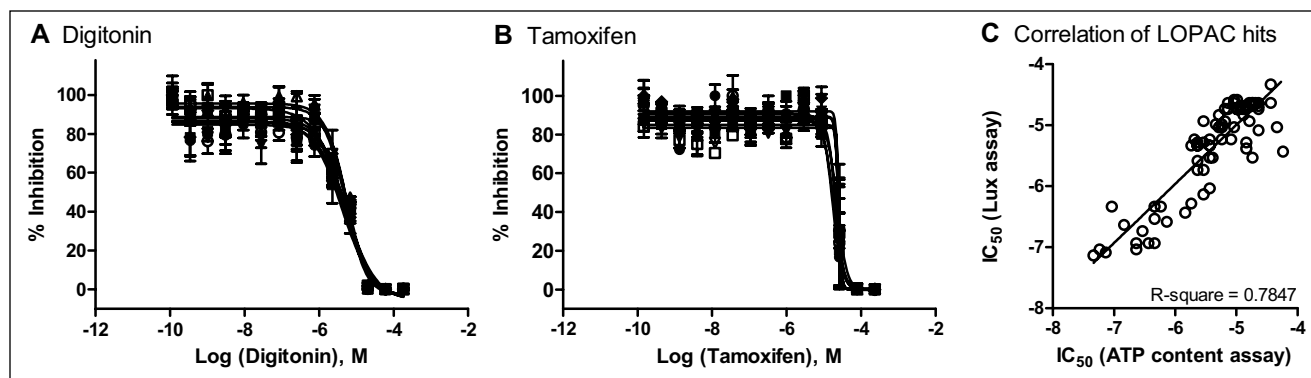 A Digitonin
% Inhibition
100
80
60
40
20
0
-12 -10 -8 -6 -4 -2
Log (Digitonin), M
B Tamoxifen
% Inhibition
100
80
60
40
20
0
-12 -10 -8 -6 -4 -2
Log (Tamoxifen), M
C Correlation of LOPAC hits
IC50 (Lux assay)
-4
-5
-6
-7
-8
R-square = 0.7847
-8 -7 -6 -5 -4
IC50 (ATP content assay)